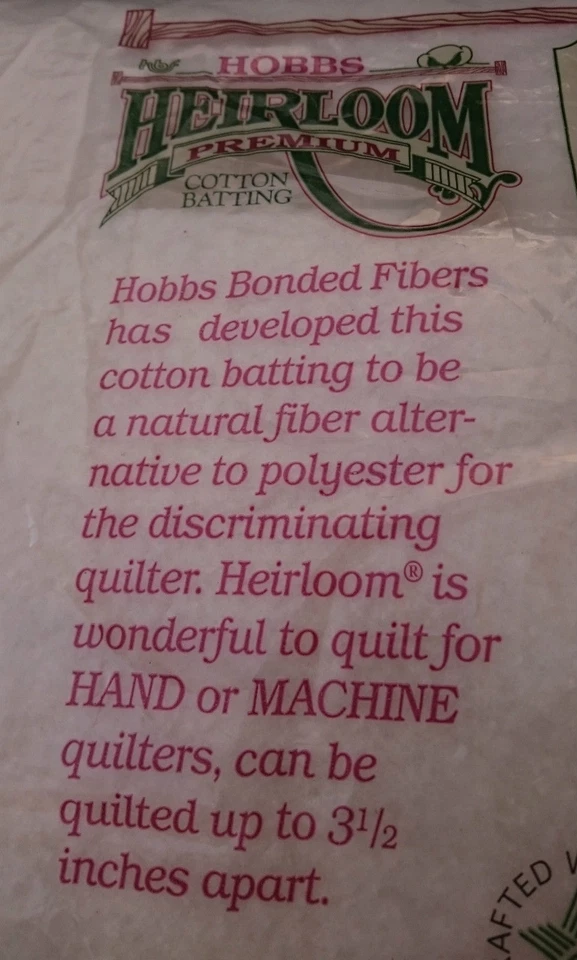 HOBBS
HEIRLOOM
PREMIUM
COTTON
BATTING
Hobbs Bonded Fibers
has developed this
cotton batting to be
a natural fiber alter-
native to polyester for
the discriminating
quilter. Heirloom® is
wonderful to quilt for
HAND or MACHINE
quilters, can be
quilted up to 3½
inches apart.
AFTED